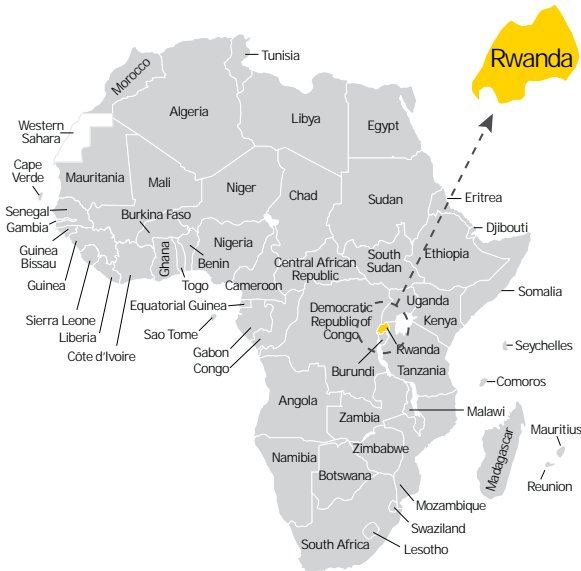 Rwanda
Tunisia
Morocco
Algeria
Libya
Egypt
Western
Sahara
Cape
Verde
Mauritania
Mali
Niger
Chad
Sudan
Eritrea
Senegal
Gambia
Burkina Faso
Djibouti
Guinea
Bissau
Ghana
Nigeria
Benin
Central African
Republic
South
Sudan
Ethiopia
Guinea
Togo
Cameroon
Somalia
Equatorial Guinea
Democratic
Republic of
Congo
Uganda
Kenya
Sierra Leone
Liberia
Côte d'Ivoire
Sao Tome
Gabon
Congo
Rwanda
Seychelles
Burundi
Tanzania
Comoros
Angola
Malawi
Zambia
Mauritius
Zimbabwe
Madagascar
Namibia
Botswana
Reunion
Mozambique
Swaziland
South Africa
Lesotho